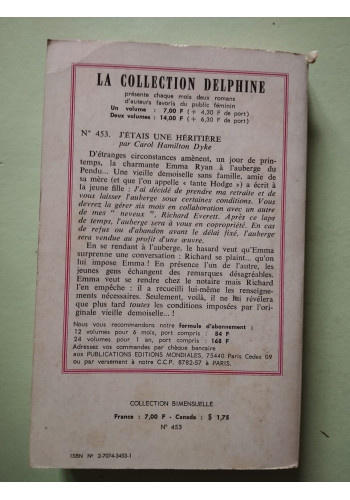 LA COLLECTION DELPHINE
présente chaque mois deux romans
d'auteurs favoris du public féminin
Un volume : 7,00 F (+ 4,30 F de port)
Deux volumes : 14,00 F (+ 6,30 F de port)
N° 453. J'ÉTAIS UNE HÉRITIÈRE
par Carol Hamilton Dyke
D'étranges circonstances amènent, un jour de prin-
temps, la charmante Emma Ryan à l'auberge du
Pendu... Une vieille demoiselle sans famille, amie de
sa mère (et que l'on appelle « tante Hodge ») a écrit à
la jeune fille : J'ai décidé de prendre ma retraite et de
vous laisser l'auberge sous certaines conditions. Vous
devrez la gérer six mois en collaboration avec un autre
de mes " neveux ", Richard Everett. Après ce laps
de temps, l'auberge sera à vous en copropriété. En cas
de refus ou d'abandon avant le délai fixé, l'auberge
sera vendue au profit d'une œuvre.
En se rendant à l'auberge, le hasard veut qu'Emma
surprenne une conversation : Richard se plaint... qu'on
lui impose Emma ! En présence l'un de l'autre, les
jeunes gens échangent des remarques désagréables.
Emma veut se rendre chez le notaire mais Richard
l'en empêche : il a recueilli lui-même les renseigne-
ments nécessaires. Seulement, voilà, il ne lui révélera
que plus tard toutes les conditions imposées par l'ori-
ginale vieille demoiselle... !
Nous vous recommandons notre formule d'abonnement :
12 volumes pour 6 mois, port compris : 84 F
24 volumes pour 1 an, port compris : 168 F
Adressez vos commandes par chèque bancaire
aux PUBLICATIONS EDITIONS MONDIALES, 75440 Paris Cedex 09
ou par versement à notre C.C.P. 8782-57 à PARIS.
COLLECTION BIMENSUELLE
France : 7,00 F - Canada : $ 1,75
N° 453
ISBN N° 2-7074-3453-1